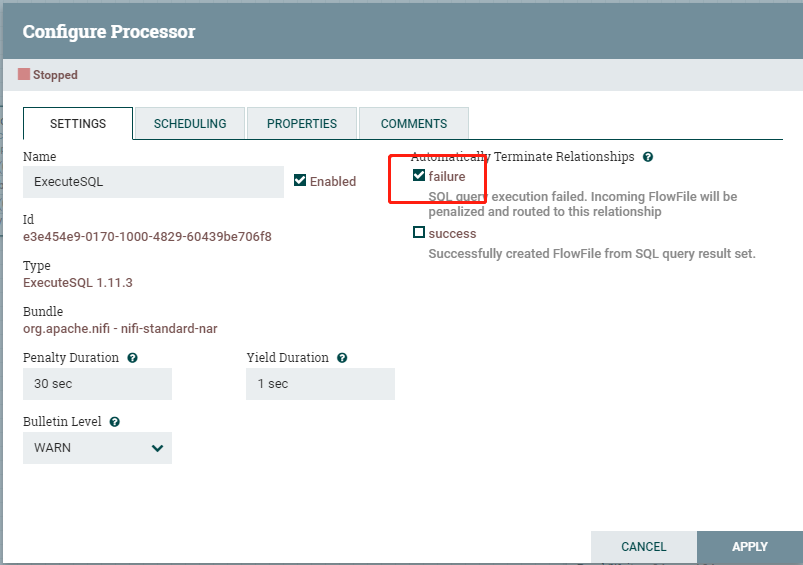 Configure Processor
Stopped
SETTINGS
SCHEDULING
PROPERTIES
COMMENTS
Name
ExecuteSQL
Enabled
Id
e3e454e9-0170-1000-4829-60439be706f8
Type
ExecuteSQL 1.11.3
Bundle
org.apache.nifi - nifi-standard-nar
Penalty Duration
30 sec
Yield Duration
1 sec
Bulletin Level
WARN
Automatically Terminate Relationships
failure
SQL query execution failed. Incoming FlowFile will be
penalized and routed to this relationship
success
Successfully created FlowFile from SQL query result set.
CANCEL
APPLY